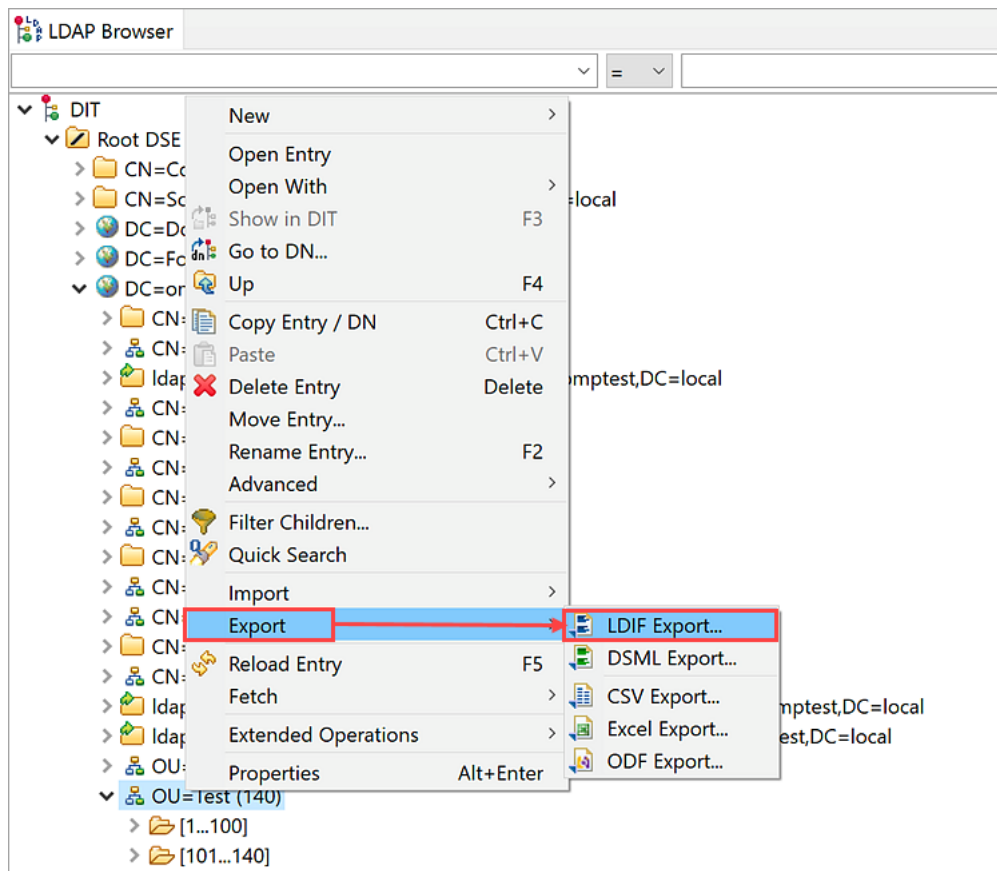 LDAP Browser
=
DIT
Root DSE
New
CN=Co
Open Entry
CN=Sc
Open With
=local
Show in DIT F3
DC=Do
Go to DN...
DC=Fo
Up F4
DC=or
CN=
Copy Entry / DN Ctrl+C
CN=
Paste Ctrl+V
ldap
Delete Entry Delete
omptest,DC=local
CN=
Move Entry...
CN=
Rename Entry... F2
CN=
Advanced
CN=
Filter Children...
CN=
Quick Search
CN=
Import
CN=
Export
LDIF Export...
CN=
DSML Export...
CN=
Reload Entry F5
CN=
Fetch
CSV Export...
ldap
mptest,DC=local
Extended Operations
Excel Export...
ldap
est,DC=local
OU=
Properties Alt+Enter
ODF Export...
OU=Test (140)
[1...100]
[101...140]